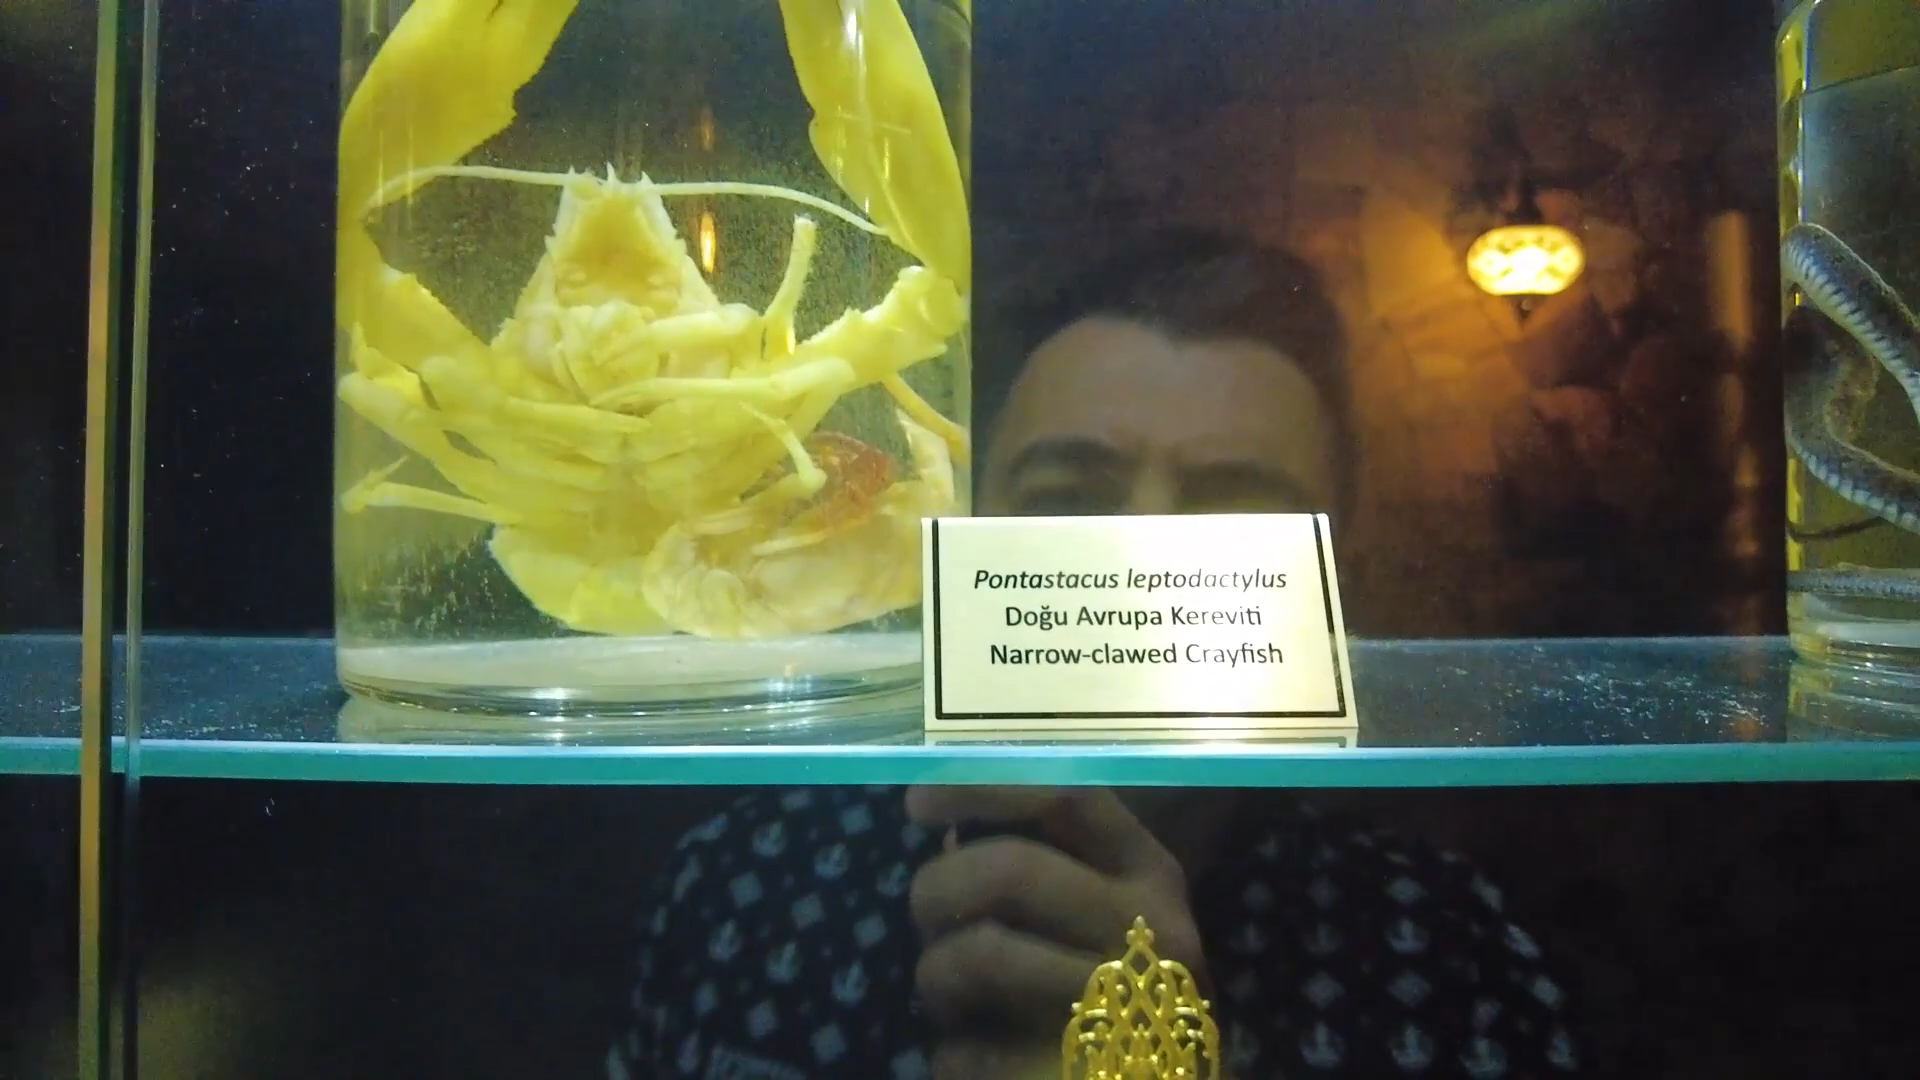 Pontastacus leptodactylus
Doğu Avrupa Kereviti
Narrow-clawed Crayfish